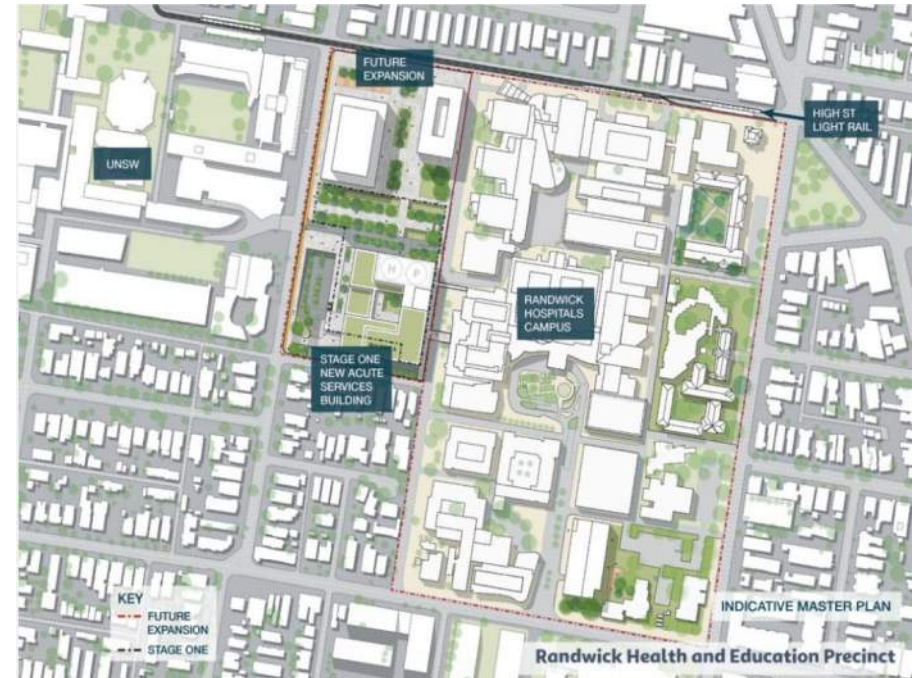 FUTURE
EXPANSION
HIGH ST
LIGHT RAIL
UNSW
H P
RANDWICK
HOSPITALS
CAMPUS
STAGE ONE
NEW ACUTE
SERVICES
BUILDING
KEY
FUTURE
EXPANSION
STAGE ONE
INDICATIVE MASTER PLAN
Randwick Health and Education Precinct